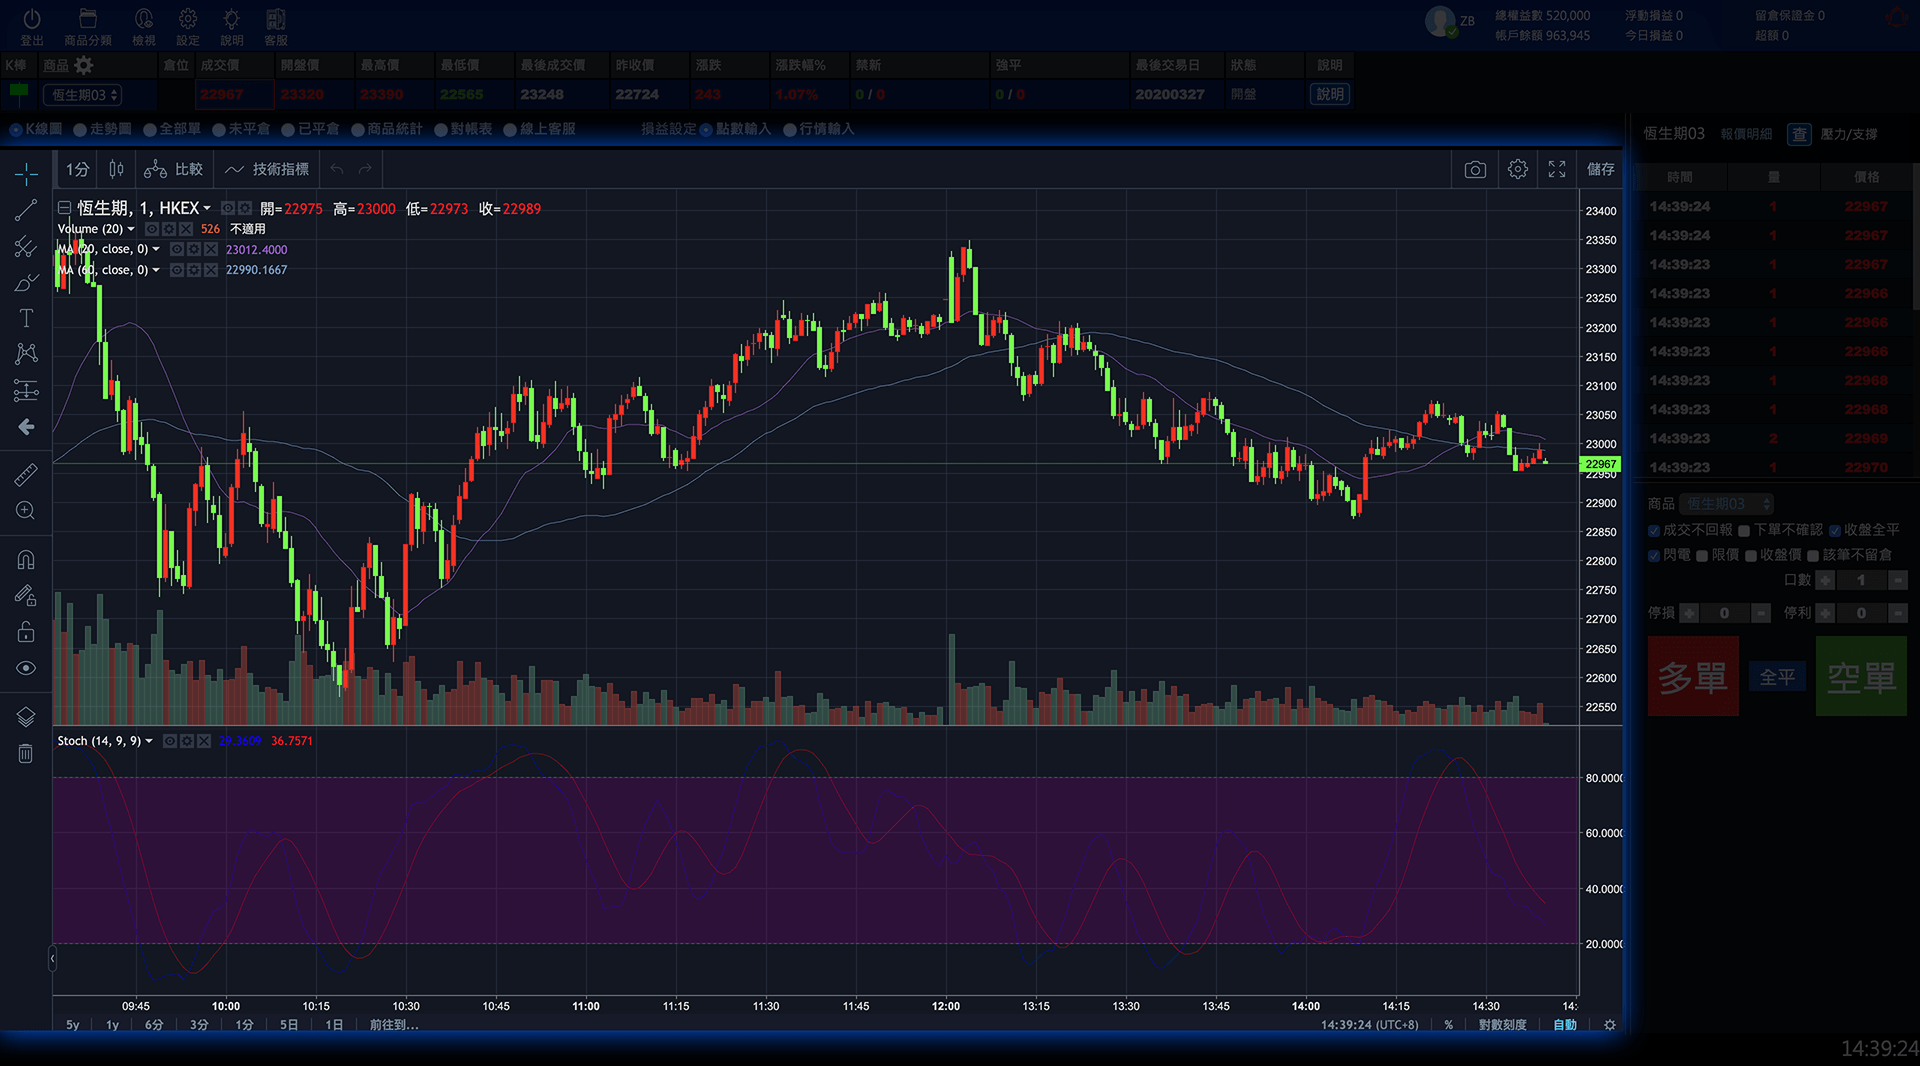 登出 商品分類 檢視 設定 說明 客服
ZB 總權益數 520,000 浮動損益 0 留倉保證金 0
帳戶餘額 963,945 今日損益 0 超額 0
K棒 商品 倉位 成交價 開盤價 最高價 最低價 最後成交價 昨收價 漲跌 漲跌幅% 禁新 強平 最後交易日 狀態 說明
恆生期03 22967 23320 23390 22565 23248 22724 243 1.07% 0 / 0 0 / 0 20200327 開盤 說明
K線圖 走勢圖 全部單 未平倉 已平倉 商品統計 對帳表 線上客服 損益設定 點數輸入 行情輸入
1分 比較 技術指標 儲存
恆生期, 1, HKEX 開=22975 高=23000 低=22973 收=22989
Volume (20) 526 不適用
MA (20, close, 0) 23012.4000
MA (60, close, 0) 22990.1667
23400
23350
23300
23250
23200
23150
23100
23050
23000
22967
22950
22900
22850
22800
22750
22700
22650
22600
22550
Stoch (14, 9, 9) 29.3609 36.7571
80.0000
60.0000
40.0000
20.0000
09:45 10:00 10:15 10:30 10:45 11:00 11:15 11:30 11:45 12:00 13:15 13:30 13:45 14:00 14:15 14:30 14:
5y 1y 6分 3分 1分 5日 1日 前往到... 14:39:24 (UTC+8) % 對數刻度 自動
恆生期03 報價明細 查 壓力/支撐
時間 量 價格
14:39:24 1 22967
14:39:24 1 22967
14:39:23 1 22967
14:39:23 1 22966
14:39:23 1 22966
14:39:23 1 22966
14:39:23 1 22968
14:39:23 1 22968
14:39:23 2 22969
14:39:23 1 22970
商品 恆生期03
成交不回報 下單不確認 收盤全平
閃電 限價 收盤價 該筆不留倉
口數 + 1 -
停損 + 0 - 停利 + 0 -
多單 全平 空單
14:39:24